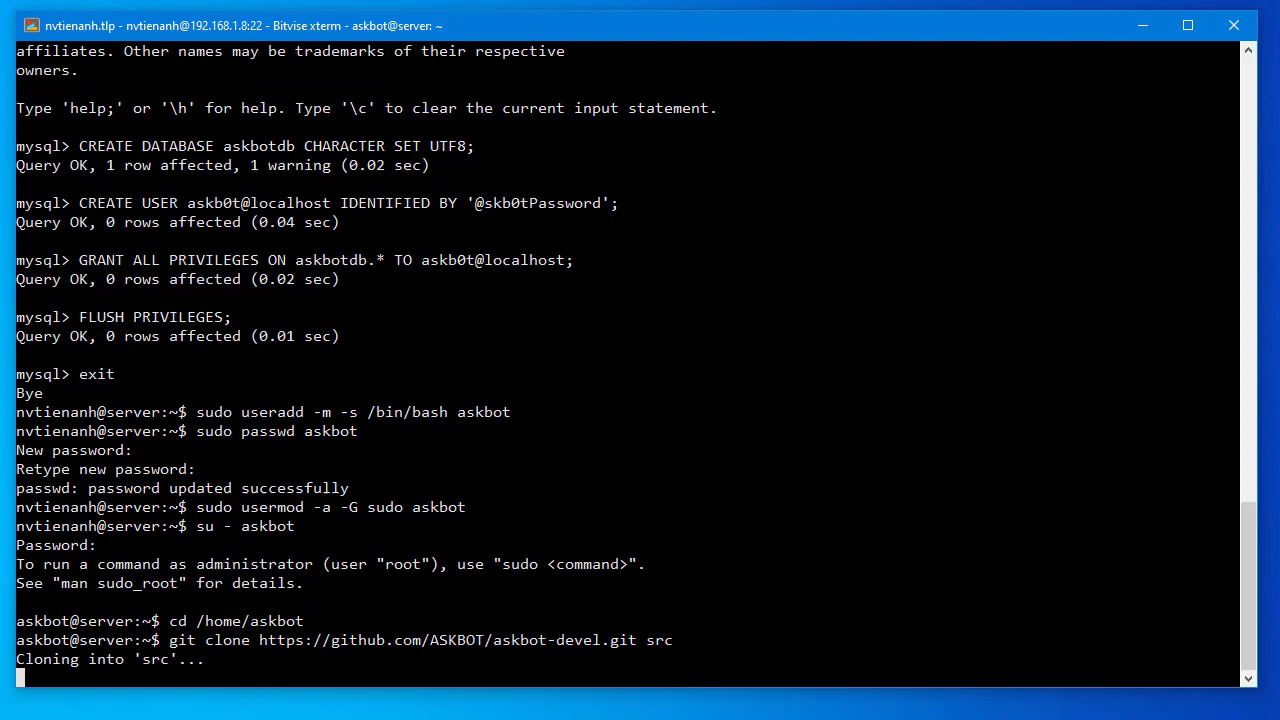 nvtienanh.tlp - nvtienanh@192.168.1.8:22 - Bitvise xterm - askbot@server: ~
affiliates. Other names may be trademarks of their respective
owners.
Type 'help;' or '\h' for help. Type '\c' to clear the current input statement.
mysql> CREATE DATABASE askbotdb CHARACTER SET UTF8;
Query OK, 1 row affected, 1 warning (0.02 sec)
mysql> CREATE USER askb0t@localhost IDENTIFIED BY '@skb0tPassword';
Query OK, 0 rows affected (0.04 sec)
mysql> GRANT ALL PRIVILEGES ON askbotdb.* TO askb0t@localhost;
Query OK, 0 rows affected (0.02 sec)
mysql> FLUSH PRIVILEGES;
Query OK, 0 rows affected (0.01 sec)
mysql> exit
Bye
nvtienanh@server:~$ sudo useradd -m -s /bin/bash askbot
nvtienanh@server:~$ sudo passwd askbot
New password:
Retype new password:
passwd: password updated successfully
nvtienanh@server:~$ sudo usermod -a -G sudo askbot
nvtienanh@server:~$ su - askbot
Password:
To run a command as administrator (user "root"), use "sudo <command>".
See "man sudo_root" for details.
askbot@server:~$ cd /home/askbot
askbot@server:~$ git clone https://github.com/ASKBOT/askbot-devel.git src
Cloning into 'src'...